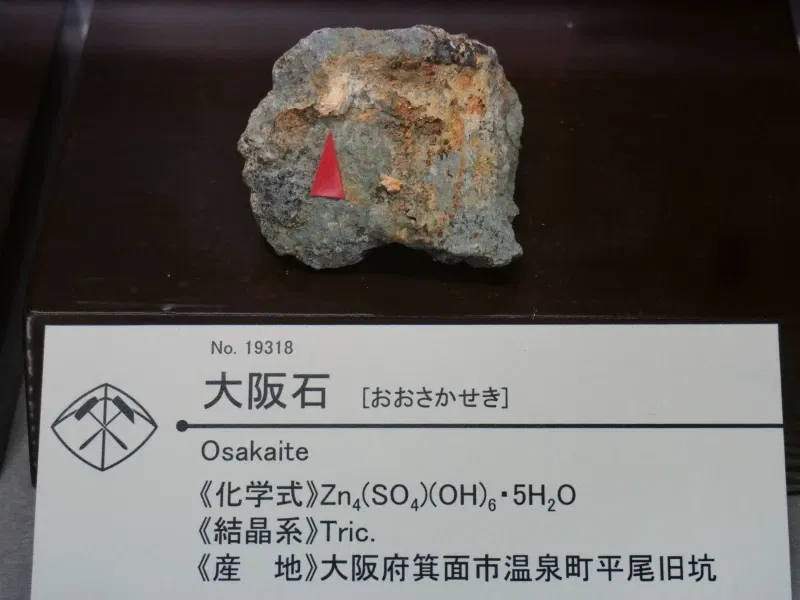 No. 19318
大阪石 [おおさかせき]
Osakaite
《化学式》Zn₄(SO₄)(OH)₆・5H₂O
《結晶系》Tric.
《産　地》大阪府箕面市温泉町平尾旧坑